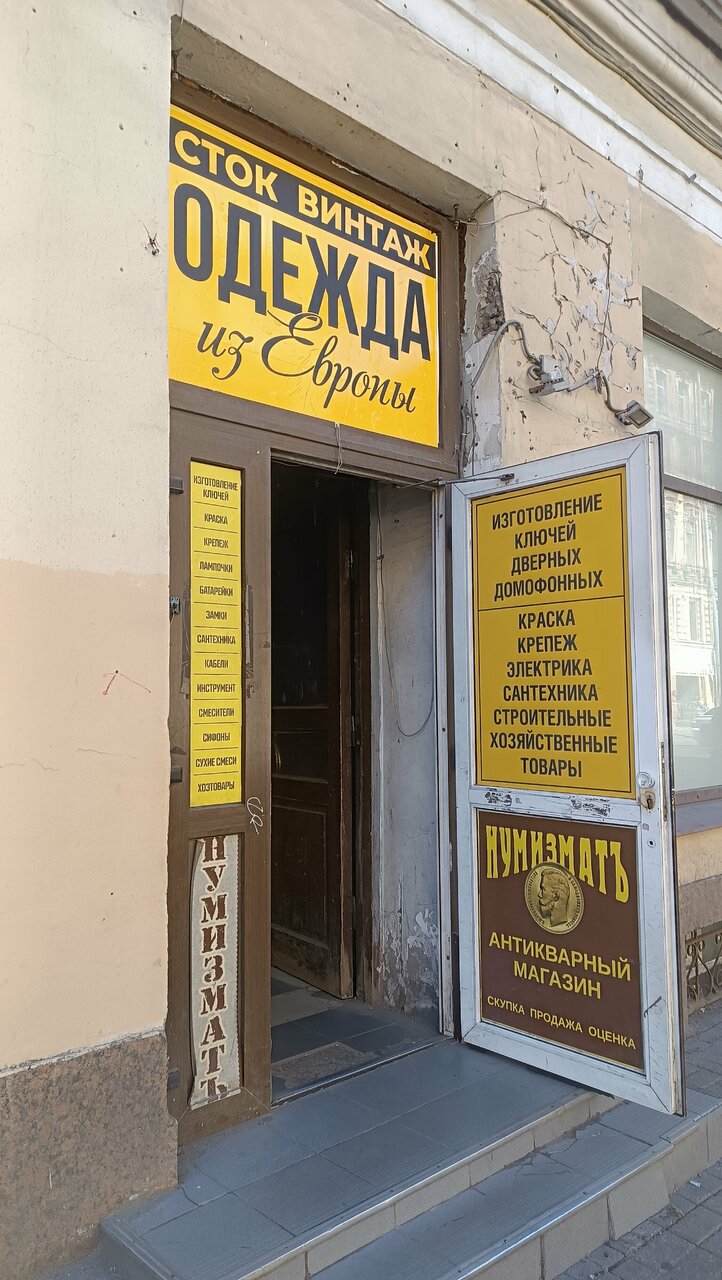 СТОК ВИНТАЖ
ОДЕЖДА
из Европы
ИЗГОТОВЛЕНИЕ
КЛЮЧЕЙ
КРАСКА
КРЕПЕЖ
ЛАМПОЧКИ
БАТАРЕЙКИ
ЗАМКИ
САНТЕХНИКА
КАБЕЛИ
ИНСТРУМЕНТ
СМЕСИТЕЛИ
СИФОНЫ
СУХИЕ СМЕСИ
ХОЗТОВАРЫ
НУМИЗМАТЪ
ИЗГОТОВЛЕНИЕ
КЛЮЧЕЙ
ДВЕРНЫХ
ДОМОФОННЫХ
КРАСКА
КРЕПЕЖ
ЭЛЕКТРИКА
САНТЕХНИКА
СТРОИТЕЛЬНЫЕ
ХОЗЯЙСТВЕННЫЕ
ТОВАРЫ
НУМИЗМАТЪ
АНТИКВАРНЫЙ
МАГАЗИН
СКУПКА ПРОДАЖА ОЦЕНКА